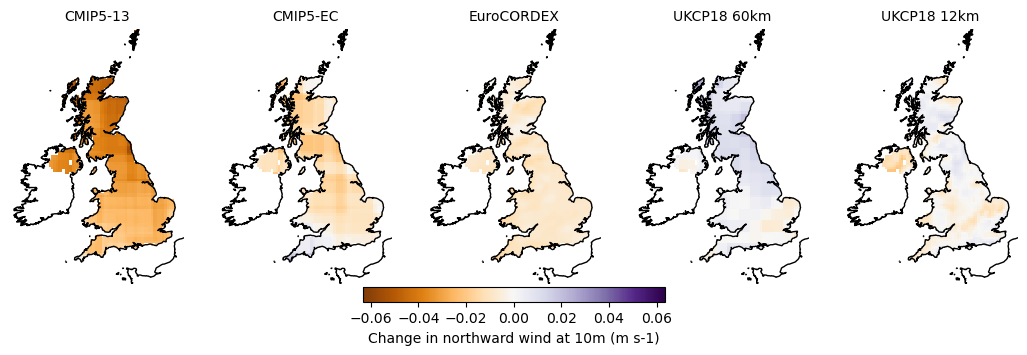 CMIP5-13 CMIP5-EC EuroCORDEX UKCP18 60km UKCP18 12km
−0.06 −0.04 −0.02 0.00 0.02 0.04 0.06
Change in northward wind at 10m (m s-1)